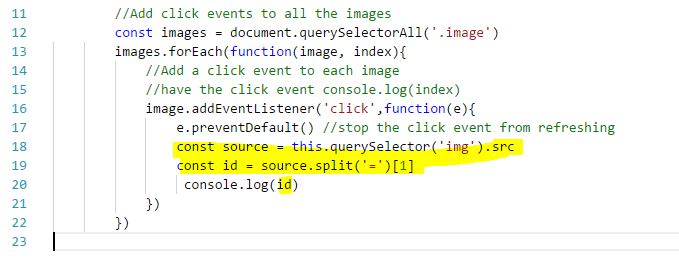 11 //Add click events to all the images
12 const images = document.querySelectorAll('.image')
13 images.forEach(function(image, index){
14 //Add a click event to each image
15 //have the click event console.log(index)
16 image.addEventListener('click',function(e){
17 e.preventDefault() //stop the click event from refreshing
18 const source = this.querySelector('img').src
19 const id = source.split('=')[1]
20 console.log(id)
21 })
22 })
23